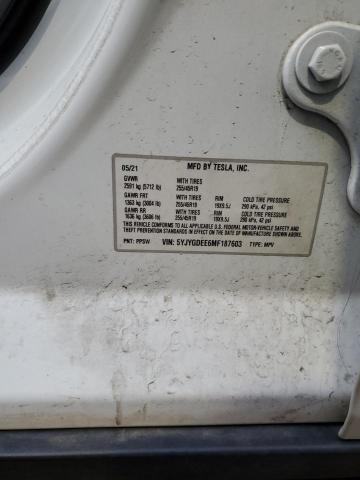 05/21 MFD BY TESLA, INC.
GVWR WITH TIRES
2591 kg (5712 lb) 255/45R19
GAWR FRT WITH TIRES RIM COLD TIRE PRESSURE
1363 kg (3004 lb) 255/45R19 19X9.5J 290 kPa, 42 psi
GAWR RR WITH TIRES RIM COLD TIRE PRESSURE
1636 kg (3606 lb) 255/45R19 19X9.5J 290 kPa, 42 psi
THIS VEHICLE CONFORMS TO ALL APPLICABLE U.S. FEDERAL MOTOR VEHICLE SAFETY
AND THEFT PREVENTION STANDARDS IN EFFECT ON THE DATE OF MANUFACTURE SHOWN ABOVE.
PNT: PPSW VIN: 5YJYGDEE6MF187603 TYPE: MPV